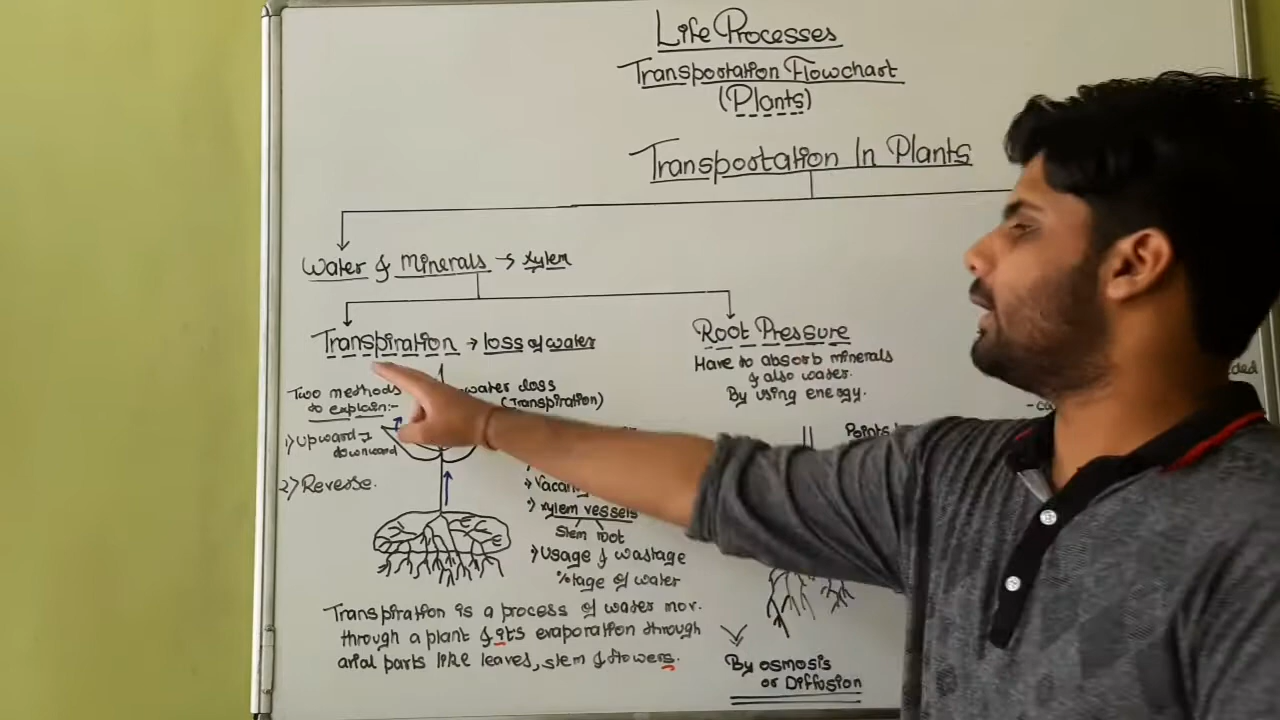 Life Processes
Transportation Flowchart
(Plants)
Transportation In Plants
Water & Minerals → xylem
Transpiration → loss of water
Two methods
to explain:-
1) Upward →
downward
2) Reverse.
water loss
(Transpiration)
→ xylem vessels
Stem root
→ Usage & wastage
%tage of water
Transpiration is a process of water mov.
through a plant & its evaporation through
arial parts like leaves, stem & flowers.
Root Pressure
Have to absorb minerals
& also water.
By using energy.
Points
By osmosis
or Diffusion